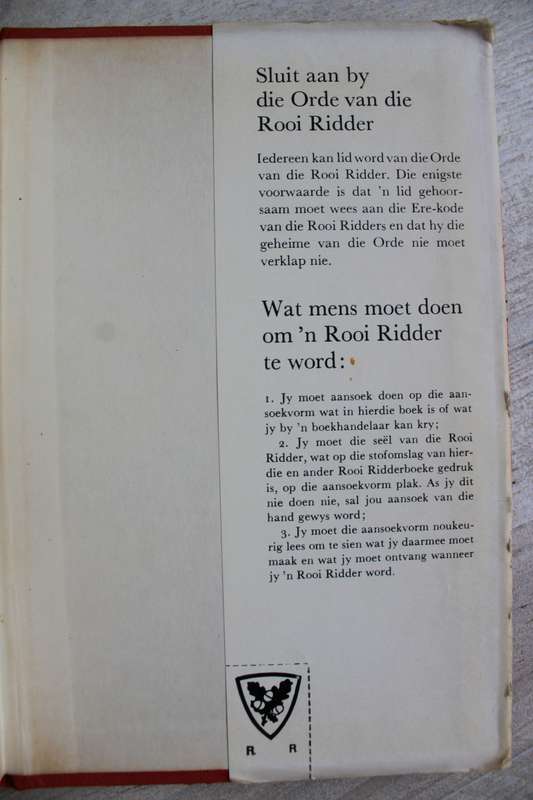 Sluit aan by
die Orde van die
Rooi Ridder
Iedereen kan lid word van die Orde
van die Rooi Ridder. Die enigste
voorwaarde is dat 'n lid gehoor-
saam moet wees aan die Ere-kode
van die Rooi Ridders en dat hy die
geheime van die Orde nie moet
verklap nie.
Wat mens moet doen
om 'n Rooi Ridder
te word:
1. Jy moet aansoek doen op die aan-
soekvorm wat in hierdie boek is of wat
jy by 'n boekhandelaar kan kry;
2. Jy moet die seël van die Rooi
Ridder, wat op die stofomslag van hier-
die en ander Rooi Ridderboeke gedruk
is, op die aansoekvorm plak. As jy dit
nie doen nie, sal jou aansoek van die
hand gewys word;
3. Jy moet die aansoekvorm noukeu-
rig lees om te sien wat jy daarmee moet
maak en wat jy moet ontvang wanneer
jy 'n Rooi Ridder word.
R R